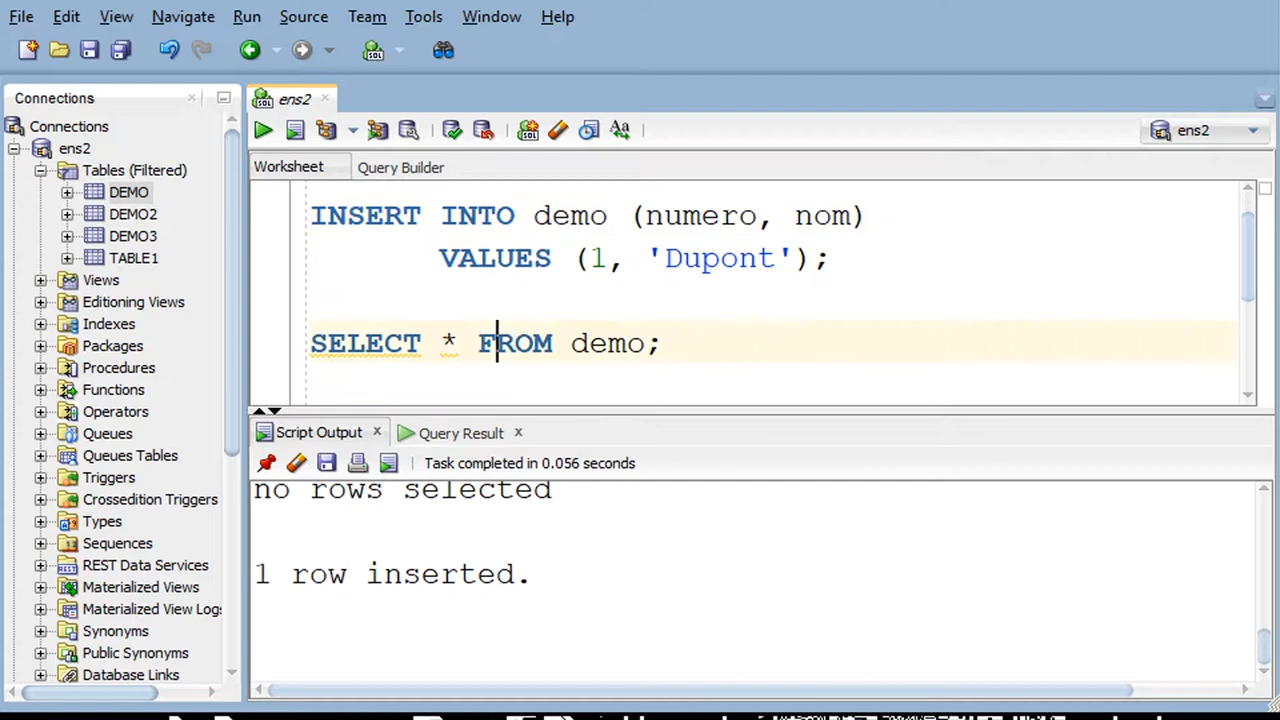 File Edit View Navigate Run Source Team Tools Window Help
Connections
Connections
ens2
Tables (Filtered)
DEMO
DEMO2
DEMO3
TABLE1
Views
Editioning Views
Indexes
Packages
Procedures
Functions
Operators
Queues
Queues Tables
Triggers
Crossedition Triggers
Types
Sequences
REST Data Services
Materialized Views
Materialized View Log
Synonyms
Public Synonyms
Database Links
ens2
ens2
Worksheet Query Builder
INSERT INTO demo (numero, nom)
VALUES (1, 'Dupont');
SELECT * FROM demo;
Script Output Query Result
Task completed in 0.056 seconds
no rows selected
1 row inserted.